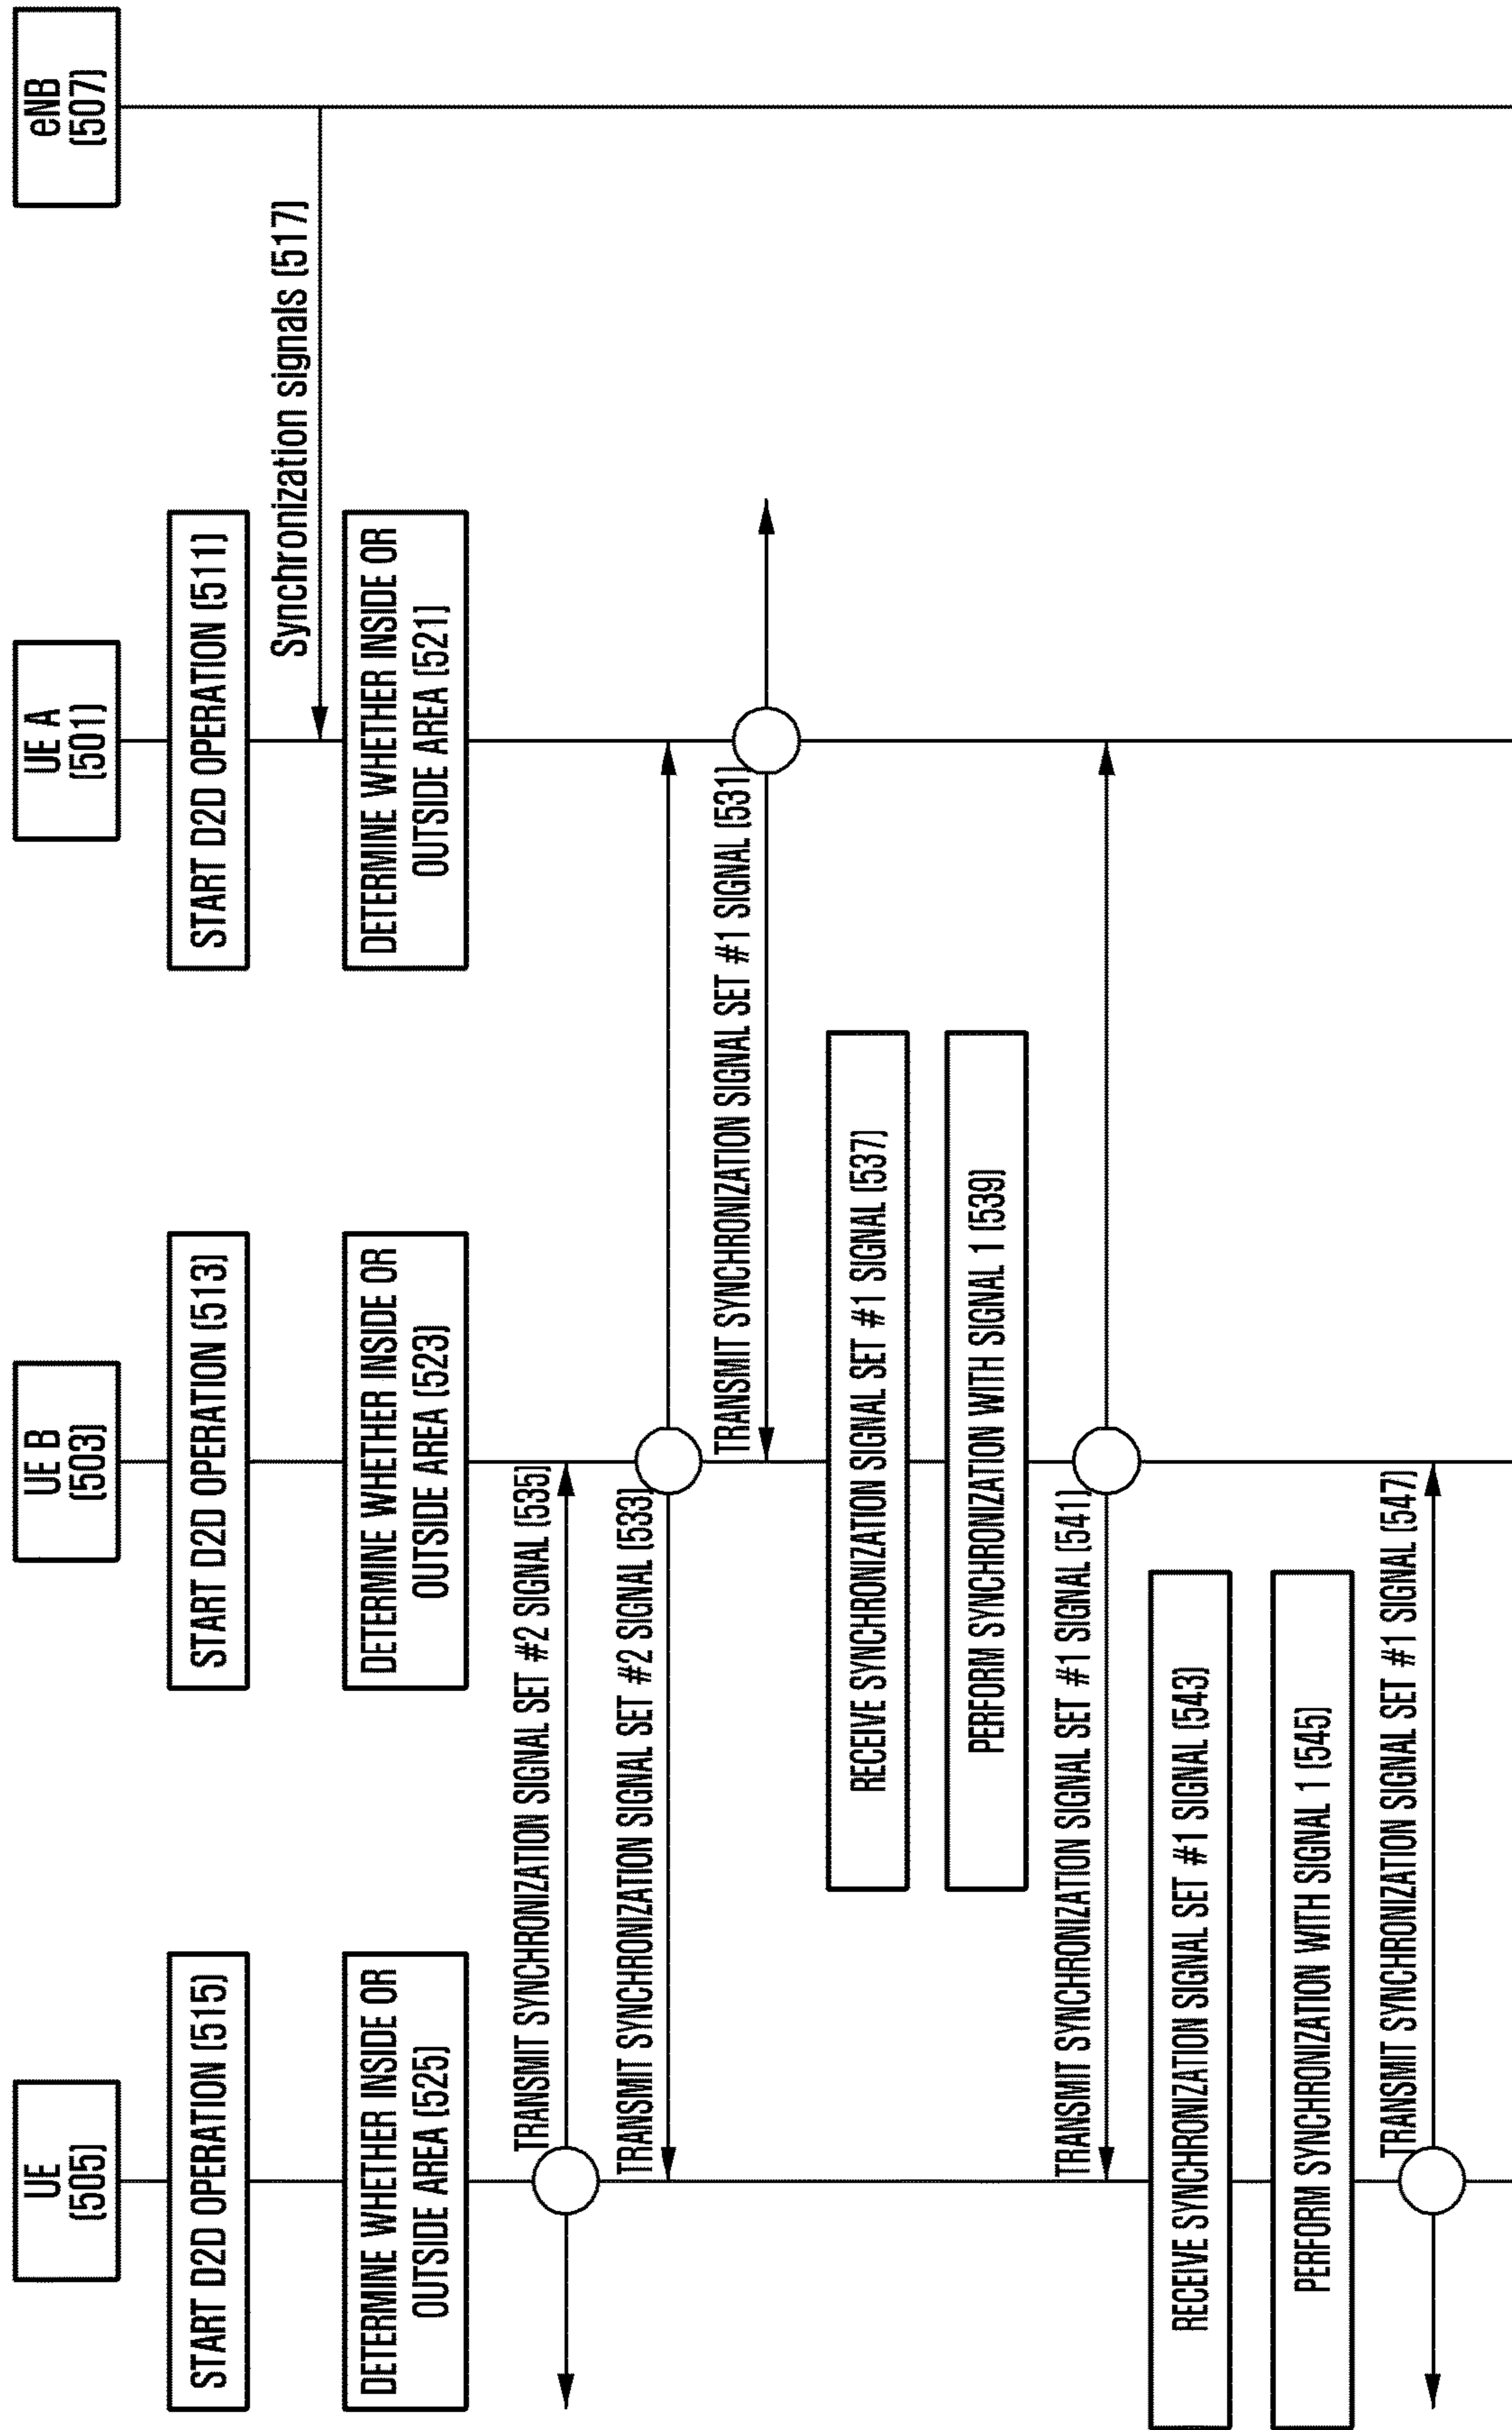 UE
(505)
UE B
(503)
UE A
(501)
eNB
(507)
START D2D OPERATION (515)
START D2D OPERATION (513)
START D2D OPERATION (511)
Synchronization signals (517)
DETERMINE WHETHER INSIDE OR
OUTSIDE AREA (525)
DETERMINE WHETHER INSIDE OR
OUTSIDE AREA (523)
DETERMINE WHETHER INSIDE OR
OUTSIDE AREA (521)
TRANSMIT SYNCHRONIZATION SIGNAL SET #2 SIGNAL (535)
TRANSMIT SYNCHRONIZATION SIGNAL SET #2 SIGNAL (533)
TRANSMIT SYNCHRONIZATION SIGNAL SET #1 SIGNAL (531)
RECEIVE SYNCHRONIZATION SIGNAL SET #1 SIGNAL (537)
PERFORM SYNCHRONIZATION WITH SIGNAL 1 (539)
TRANSMIT SYNCHRONIZATION SIGNAL SET #1 SIGNAL (541)
RECEIVE SYNCHRONIZATION SIGNAL SET #1 SIGNAL (543)
PERFORM SYNCHRONIZATION WITH SIGNAL 1 (545)
TRANSMIT SYNCHRONIZATION SIGNAL SET #1 SIGNAL (547)